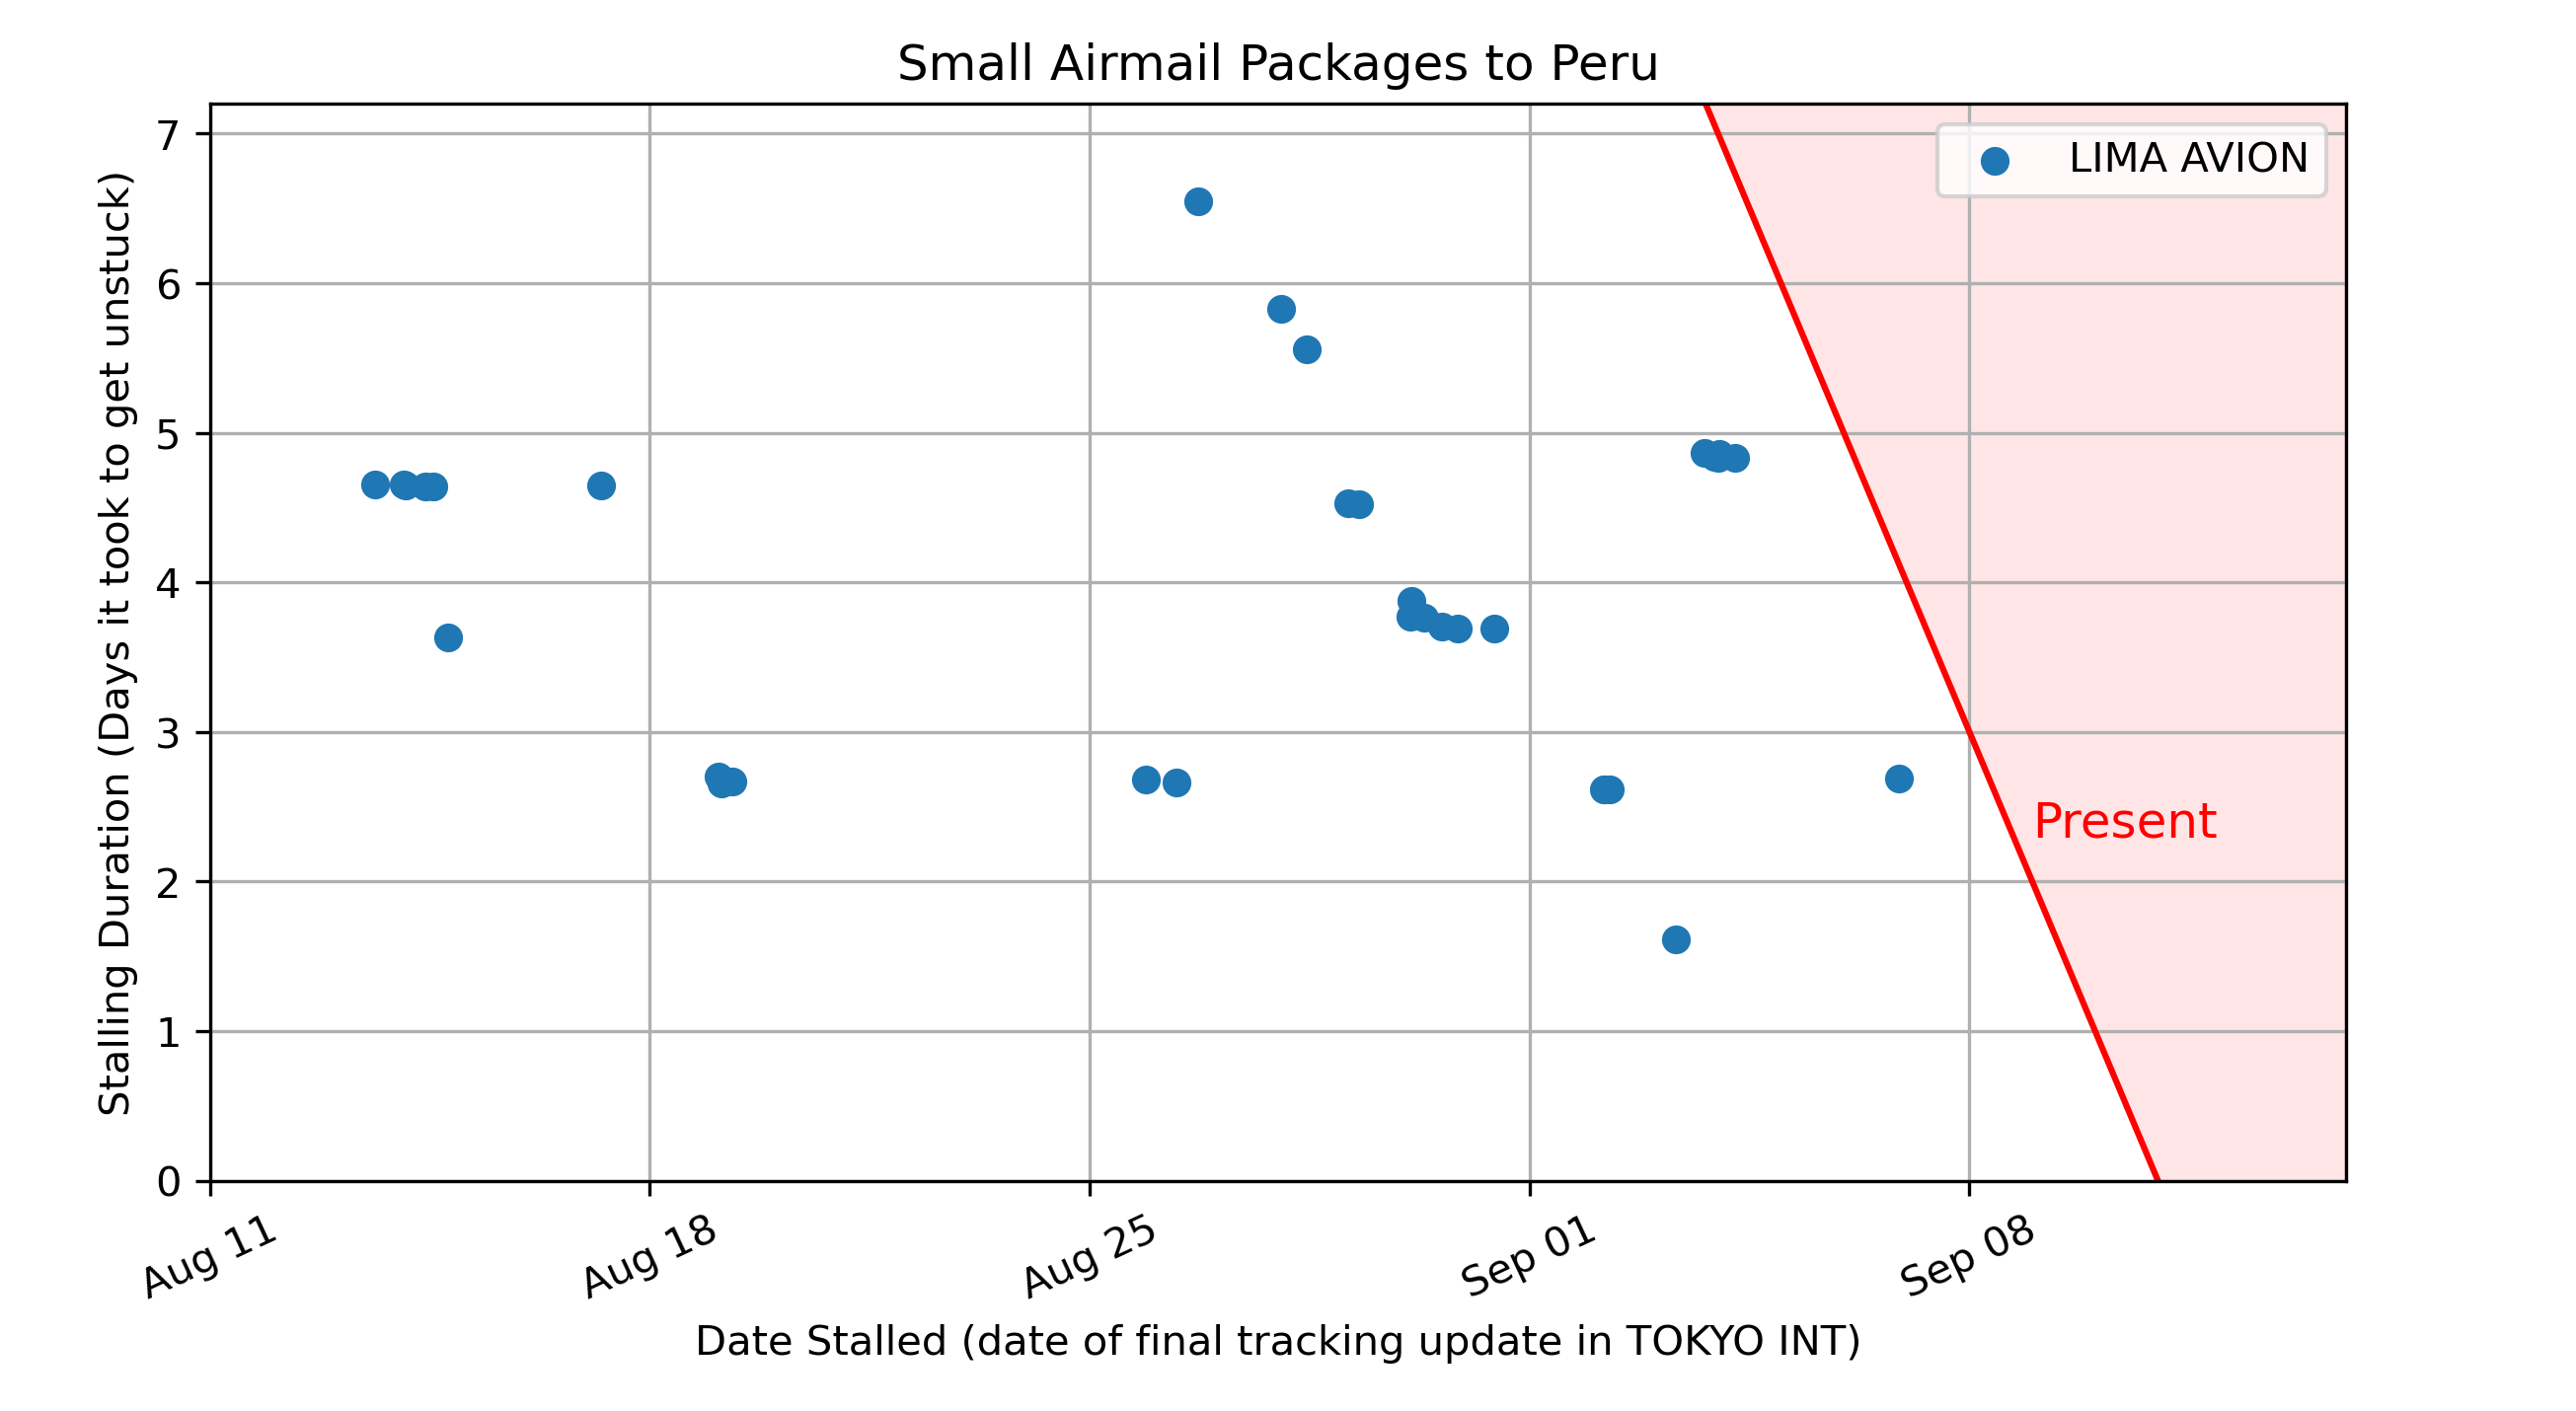 Small Airmail Packages to Peru
LIMA AVION
Stalling Duration (Days it took to get unstuck)
7
6
5
4
3
2
1
0
Present
Aug 11
Aug 18
Aug 25
Sep 01
Sep 08
Date Stalled (date of final tracking update in TOKYO INT)